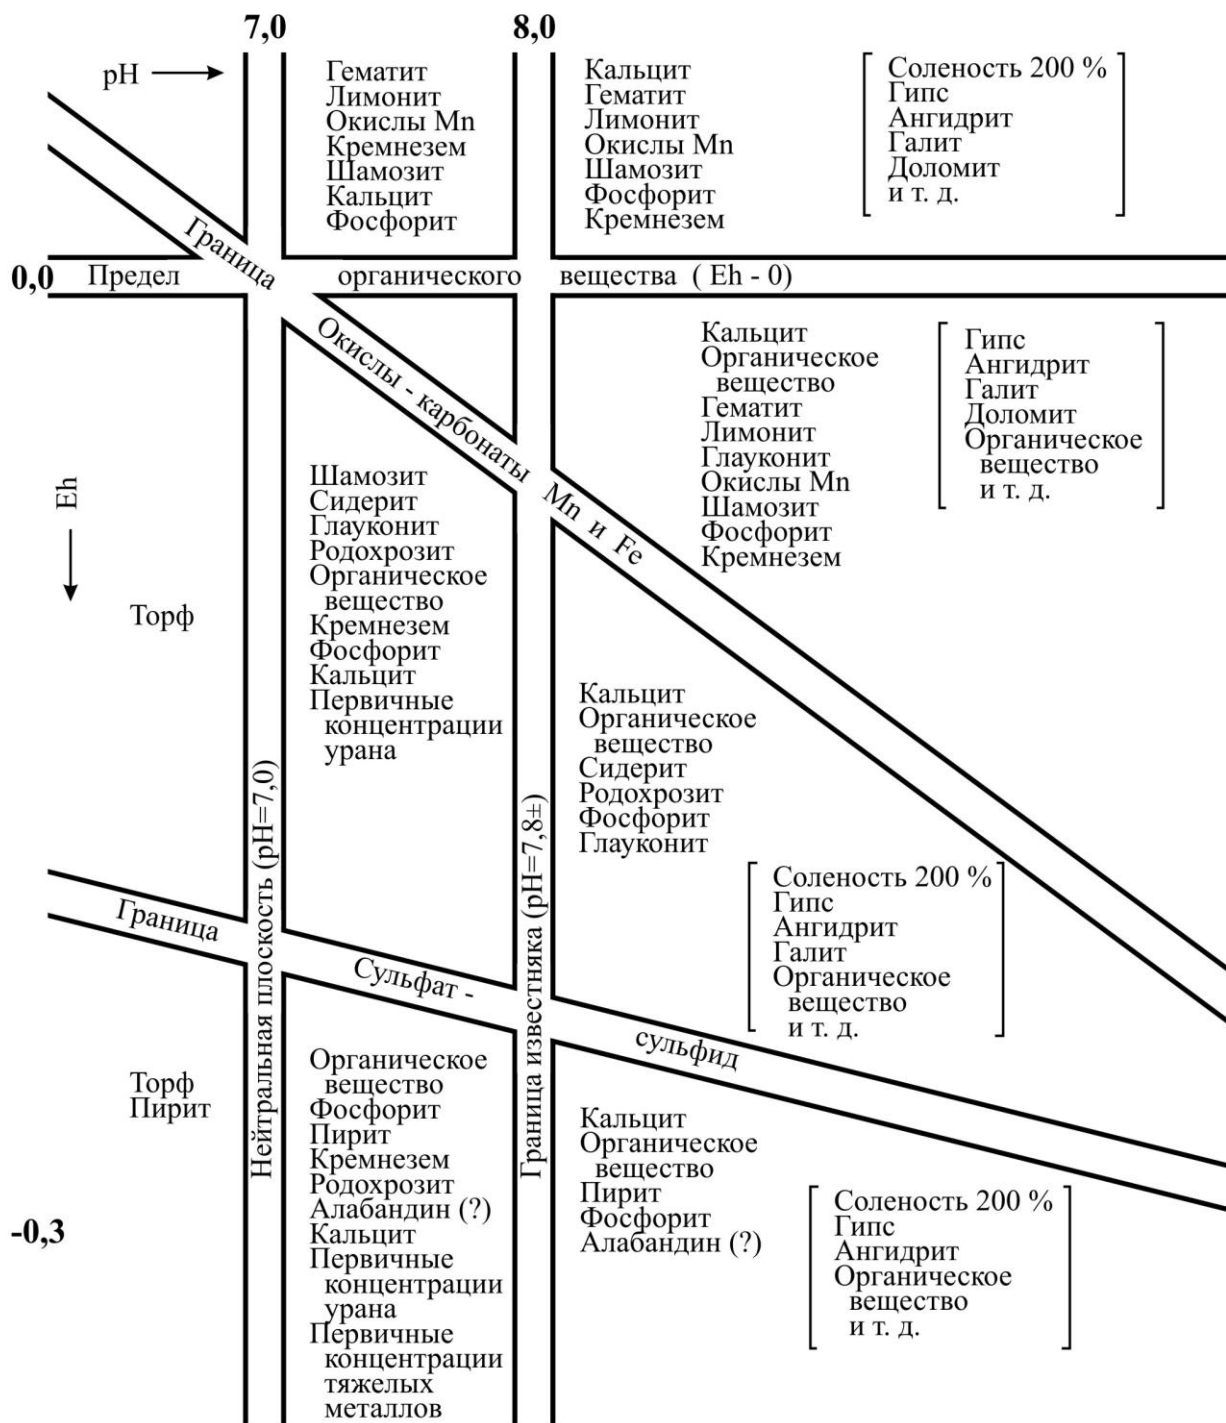 7,0
8,0
pH
Гематит
Лимонит
Окислы Mn
Кремнезем
Шамозит
Кальцит
Фосфорит
Кальцит
Гематит
Лимонит
Окислы Mn
Шамозит
Фосфорит
Кремнезем
Соленость 200 %
Гипс
Ангидрит
Галит
Доломит
и т. д.
0,0
Предел органического вещества ( Eh - 0)
Граница Окислы - карбонаты Mn и Fe
Кальцит
Органическое
вещество
Гематит
Лимонит
Глауконит
Окислы Mn
Шамозит
Фосфорит
Кремнезем
Гипс
Ангидрит
Галит
Доломит
Органическое
вещество
и т. д.
Eh
Торф
Шамозит
Сидерит
Глауконит
Родохрозит
Органическое
вещество
Кремнезем
Фосфорит
Кальцит
Первичные
концентрации
урана
Кальцит
Органическое
вещество
Сидерит
Родохрозит
Фосфорит
Глауконит
Соленость 200 %
Гипс
Ангидрит
Галит
Органическое
вещество
и т. д.
Нейтральная плоскость (pH=7,0)
Граница известняка (pH=7,8±)
Граница Сульфат - сульфид
Торф
Пирит
-0,3
Органическое
вещество
Фосфорит
Пирит
Кремнезем
Родохрозит
Алабандин (?)
Кальцит
Первичные
концентрации
урана
Первичные
концентрации
тяжелых
металлов
Кальцит
Органическое
вещество
Пирит
Фосфорит
Алабандин (?)
Соленость 200 %
Гипс
Ангидрит
Органическое
вещество
и т. д.